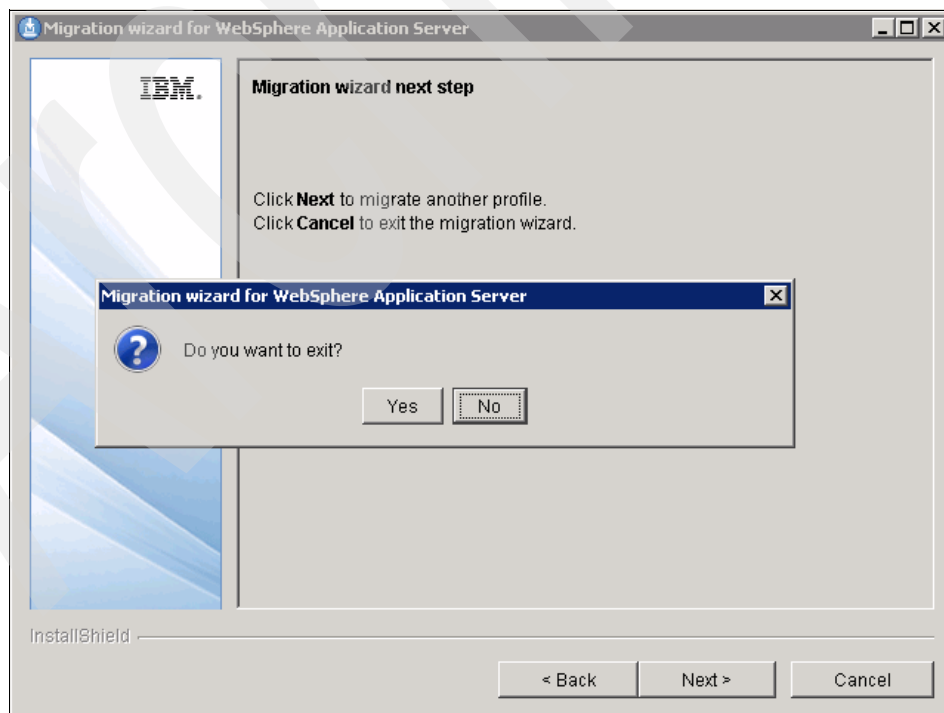 Migration wizard for WebSphere Application Server
IBM.
Migration wizard next step
Click Next to migrate another profile.
Click Cancel to exit the migration wizard.
Migration wizard for WebSphere Application Server
Do you want to exit?
Yes
No
InstallShield
< Back
Next >
Cancel